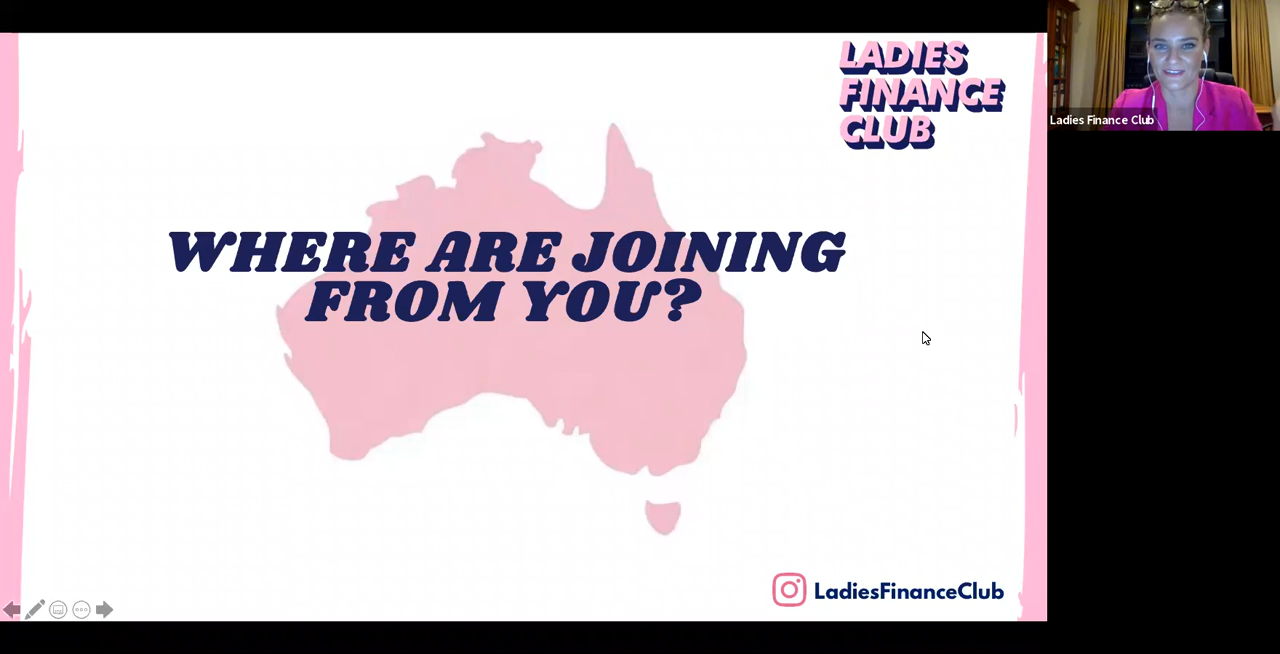 LADIES
FINANCE
CLUB
Ladies Finance Club
WHERE ARE JOINING
FROM YOU?
LadiesFinanceClub